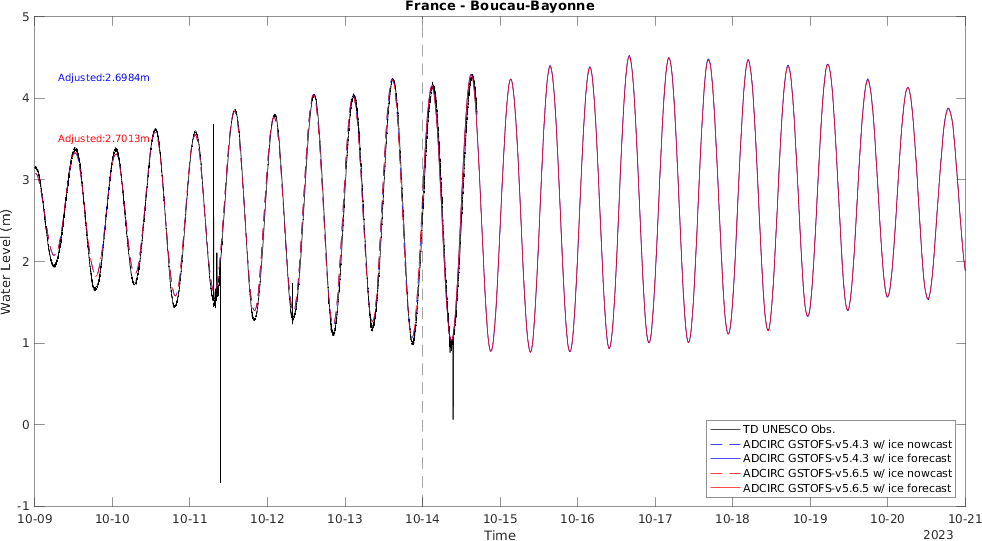 France - Boucau-Bayonne
5
4
3
2
1
0
-1
Water Level (m)
Adjusted:2.6984m
Adjusted:2.7013m
TD UNESCO Obs.
ADCIRC GSTOFS-v5.4.3 w/ ice nowcast
ADCIRC GSTOFS-v5.4.3 w/ ice forecast
ADCIRC GSTOFS-v5.6.5 w/ ice nowcast
ADCIRC GSTOFS-v5.6.5 w/ ice forecast
10-09 10-10 10-11 10-12 10-13 10-14 10-15 10-16 10-17 10-18 10-19 10-20 10-21
Time
2023